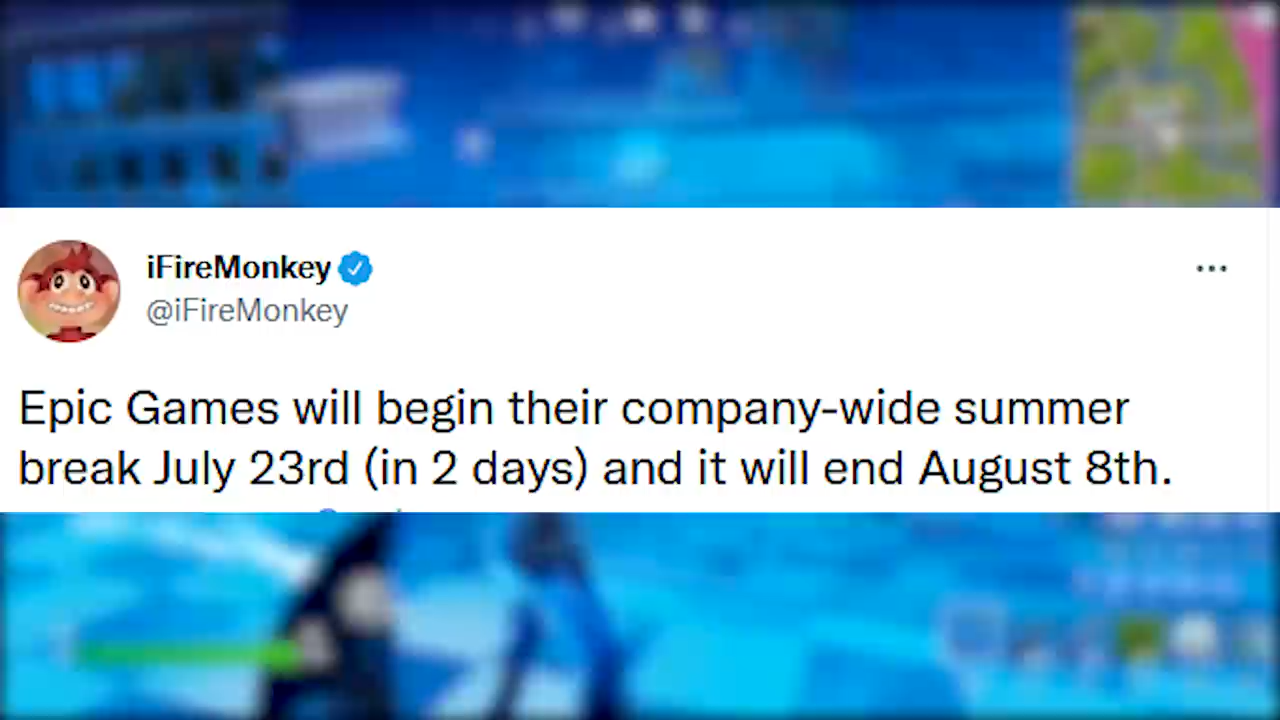 iFireMonkey
@iFireMonkey
Epic Games will begin their company-wide summer
break July 23rd (in 2 days) and it will end August 8th.